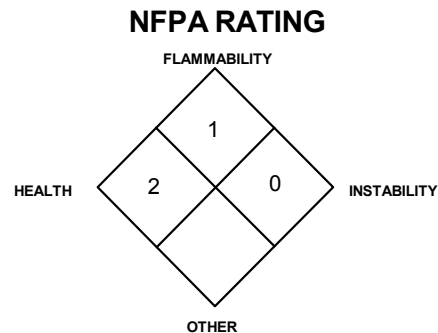 NFPA RATING
FLAMMABILITY
1
HEALTH
2
0
INSTABILITY
OTHER